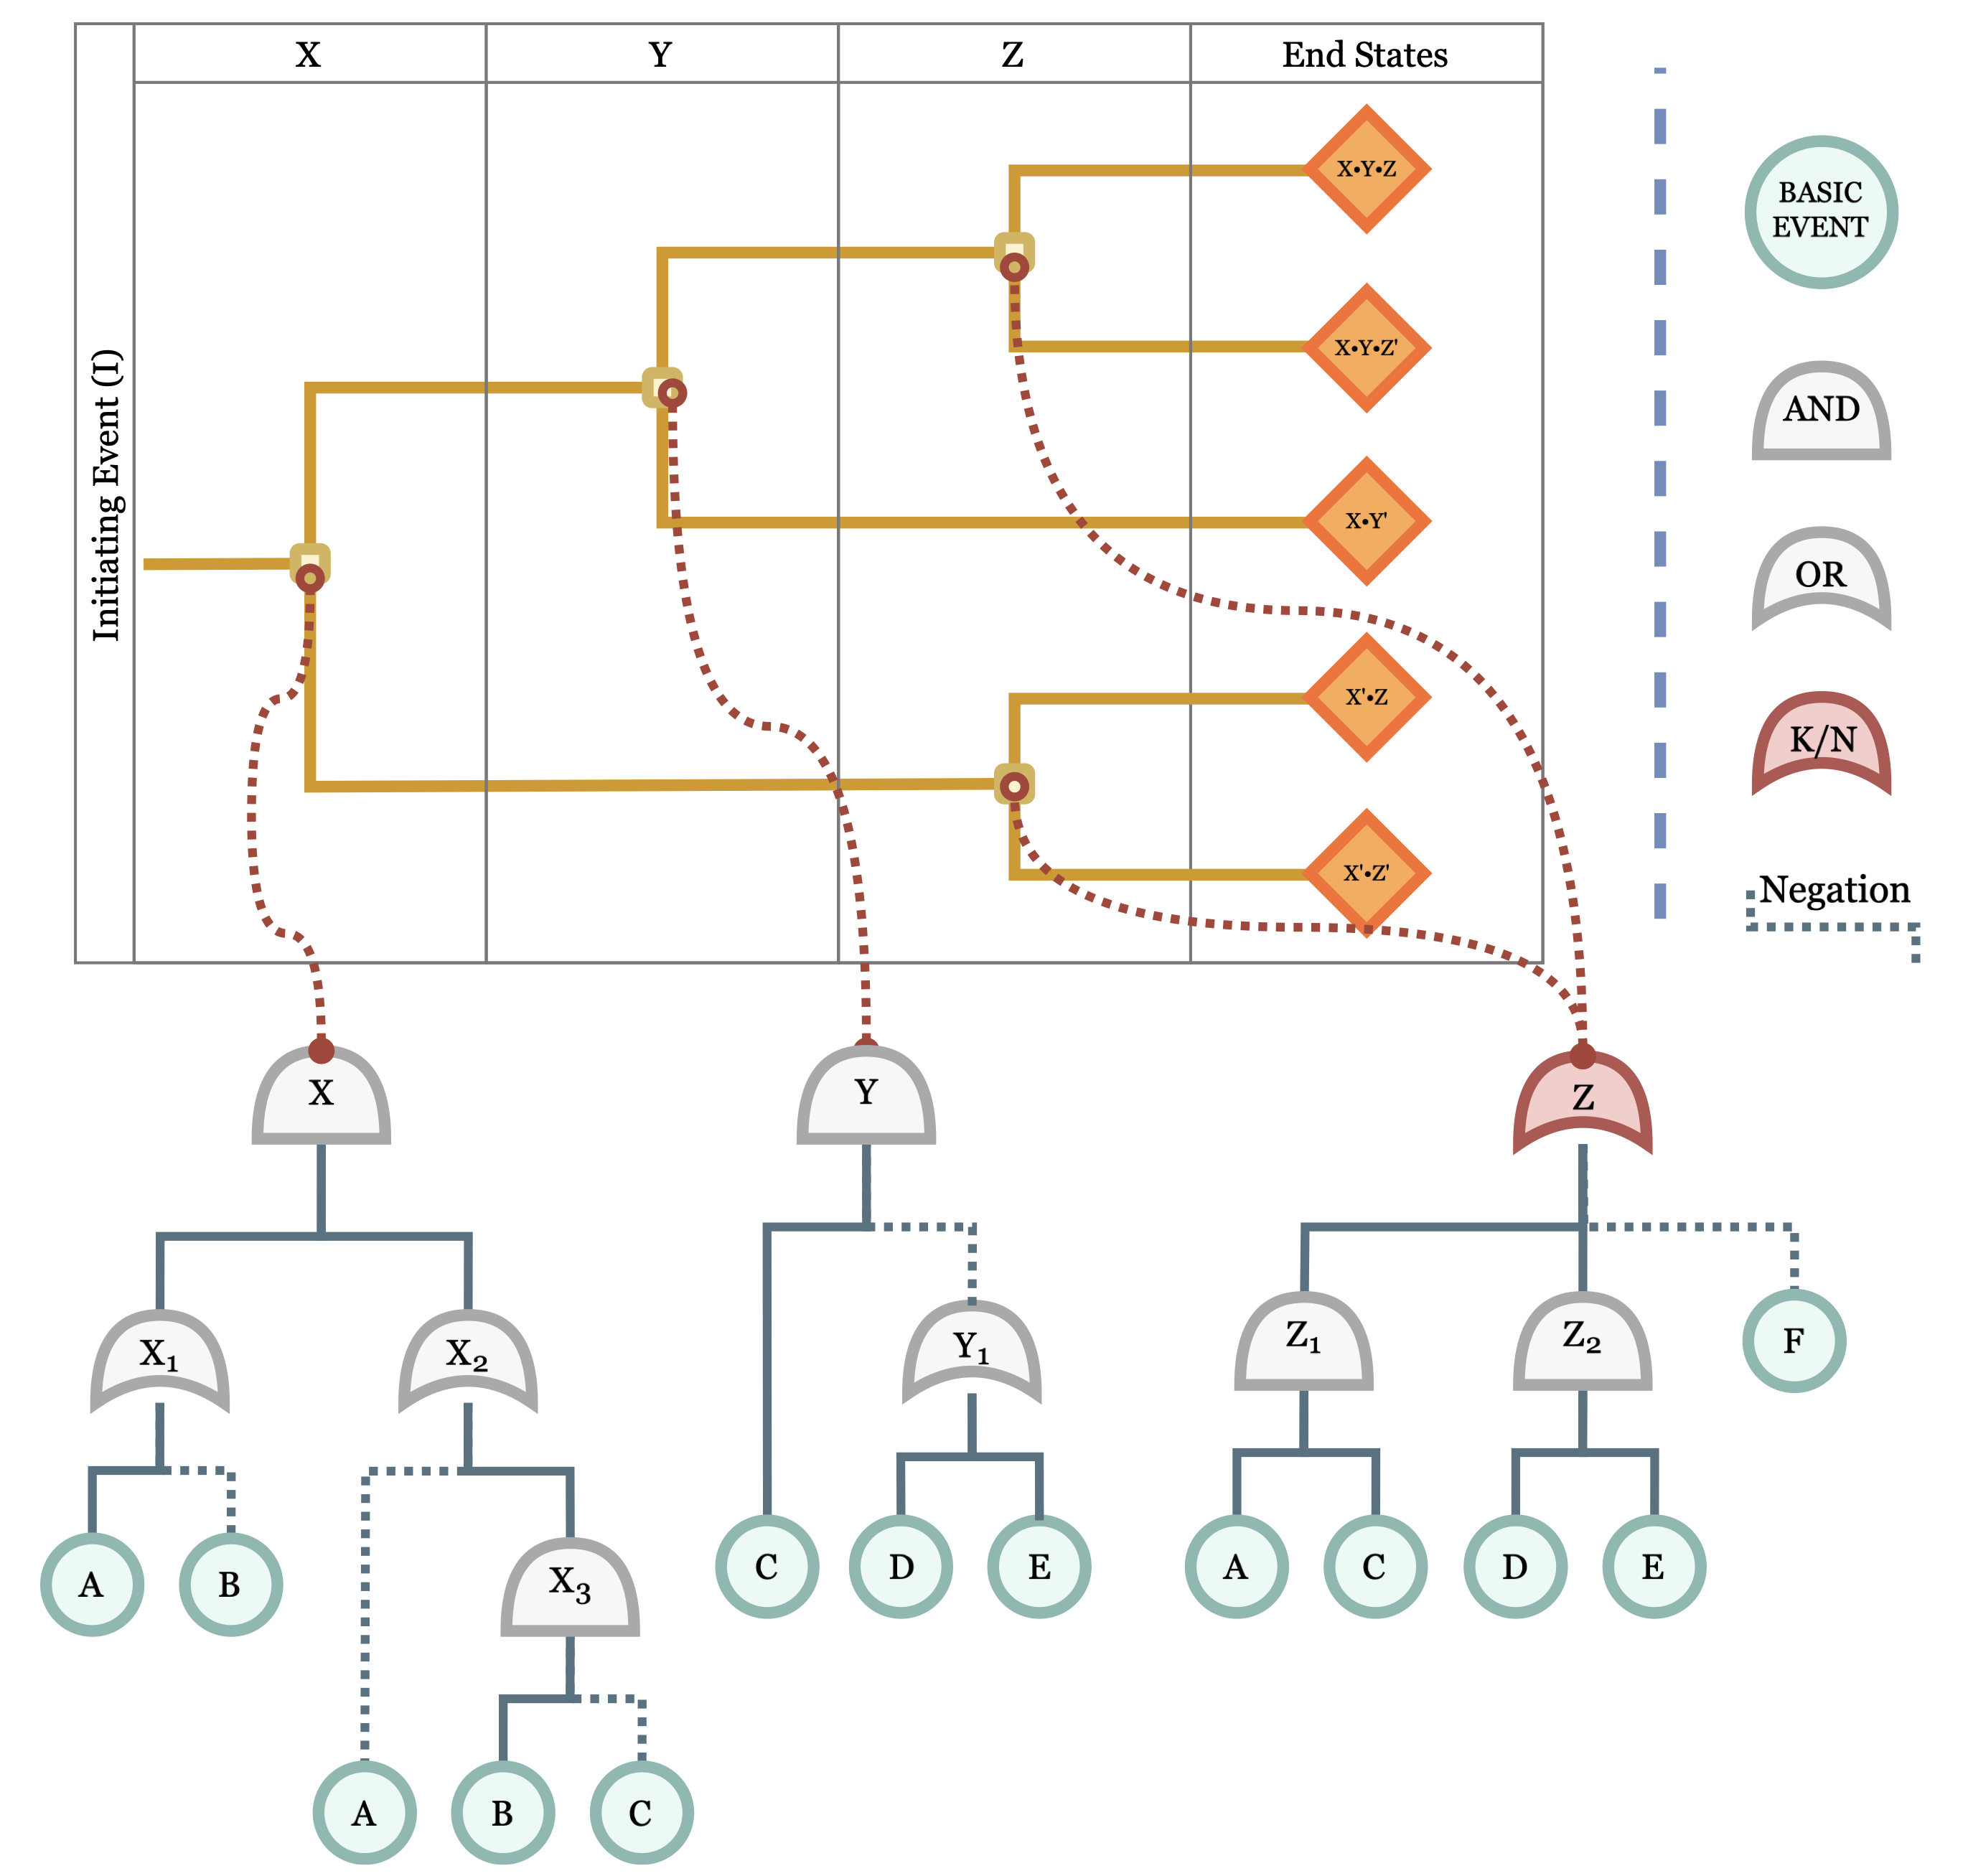 X
Y
Z
End States
Initiating Event (I)
X•Y•Z
X•Y•Z'
X•Y'
X'•Z
X'•Z'
BASIC
EVENT
AND
OR
K/N
Negation
X
Y
Z
X₁
X₂
Y₁
Z₁
Z₂
F
A
B
X₃
C
D
E
A
C
D
E
A
B
C